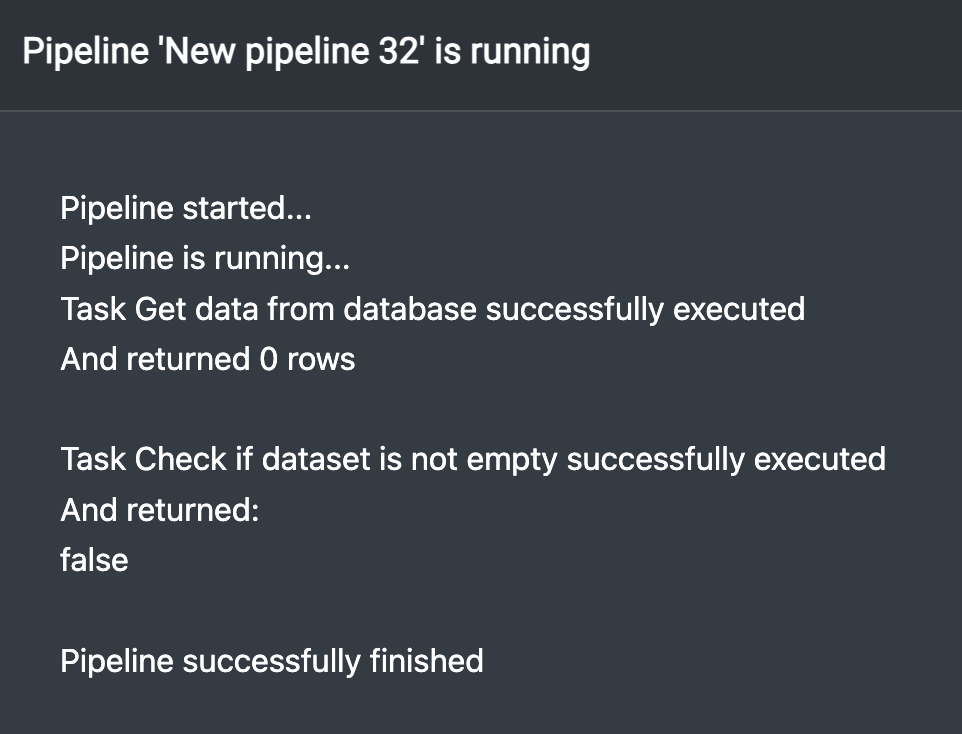 Pipeline 'New pipeline 32' is running
Pipeline started...
Pipeline is running...
Task Get data from database successfully executed
And returned 0 rows
Task Check if dataset is not empty successfully executed
And returned:
false
Pipeline successfully finished